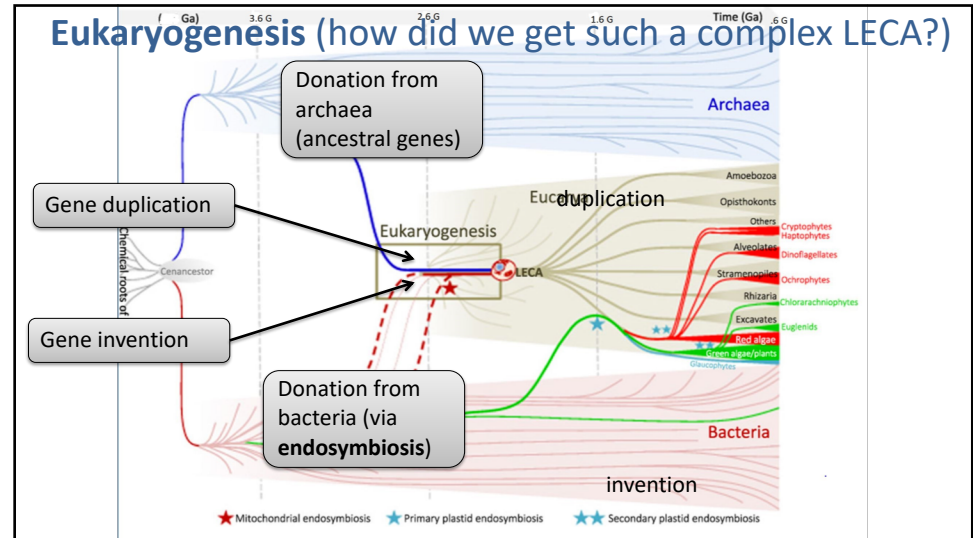 Ga)
3.6 G
2.6 G
1.6 G
Time (Ga)
.6 G
Eukaryogenesis (how did we get such a complex LECA?)
Donation from
archaea
(ancestral genes)
Archaea
Gene duplication
Eucarya
duplication
Amoebozoa
Opisthokonts
Others
Cryptophytes
Haptophytes
Alveolates
Dinoflagellates
Stramenopiles
Ochrophytes
Rhizaria
Chlorarachniophytes
Excavates
Euglenids
Red algae
Green algae/plants
Glaucophytes
Eukaryogenesis
LECA
Chemical roots of
Cenancestor
Gene invention
Donation from
bacteria (via
endosymbiosis)
Bacteria
invention
Mitochondrial endosymbiosis
Primary plastid endosymbiosis
Secondary plastid endosymbiosis